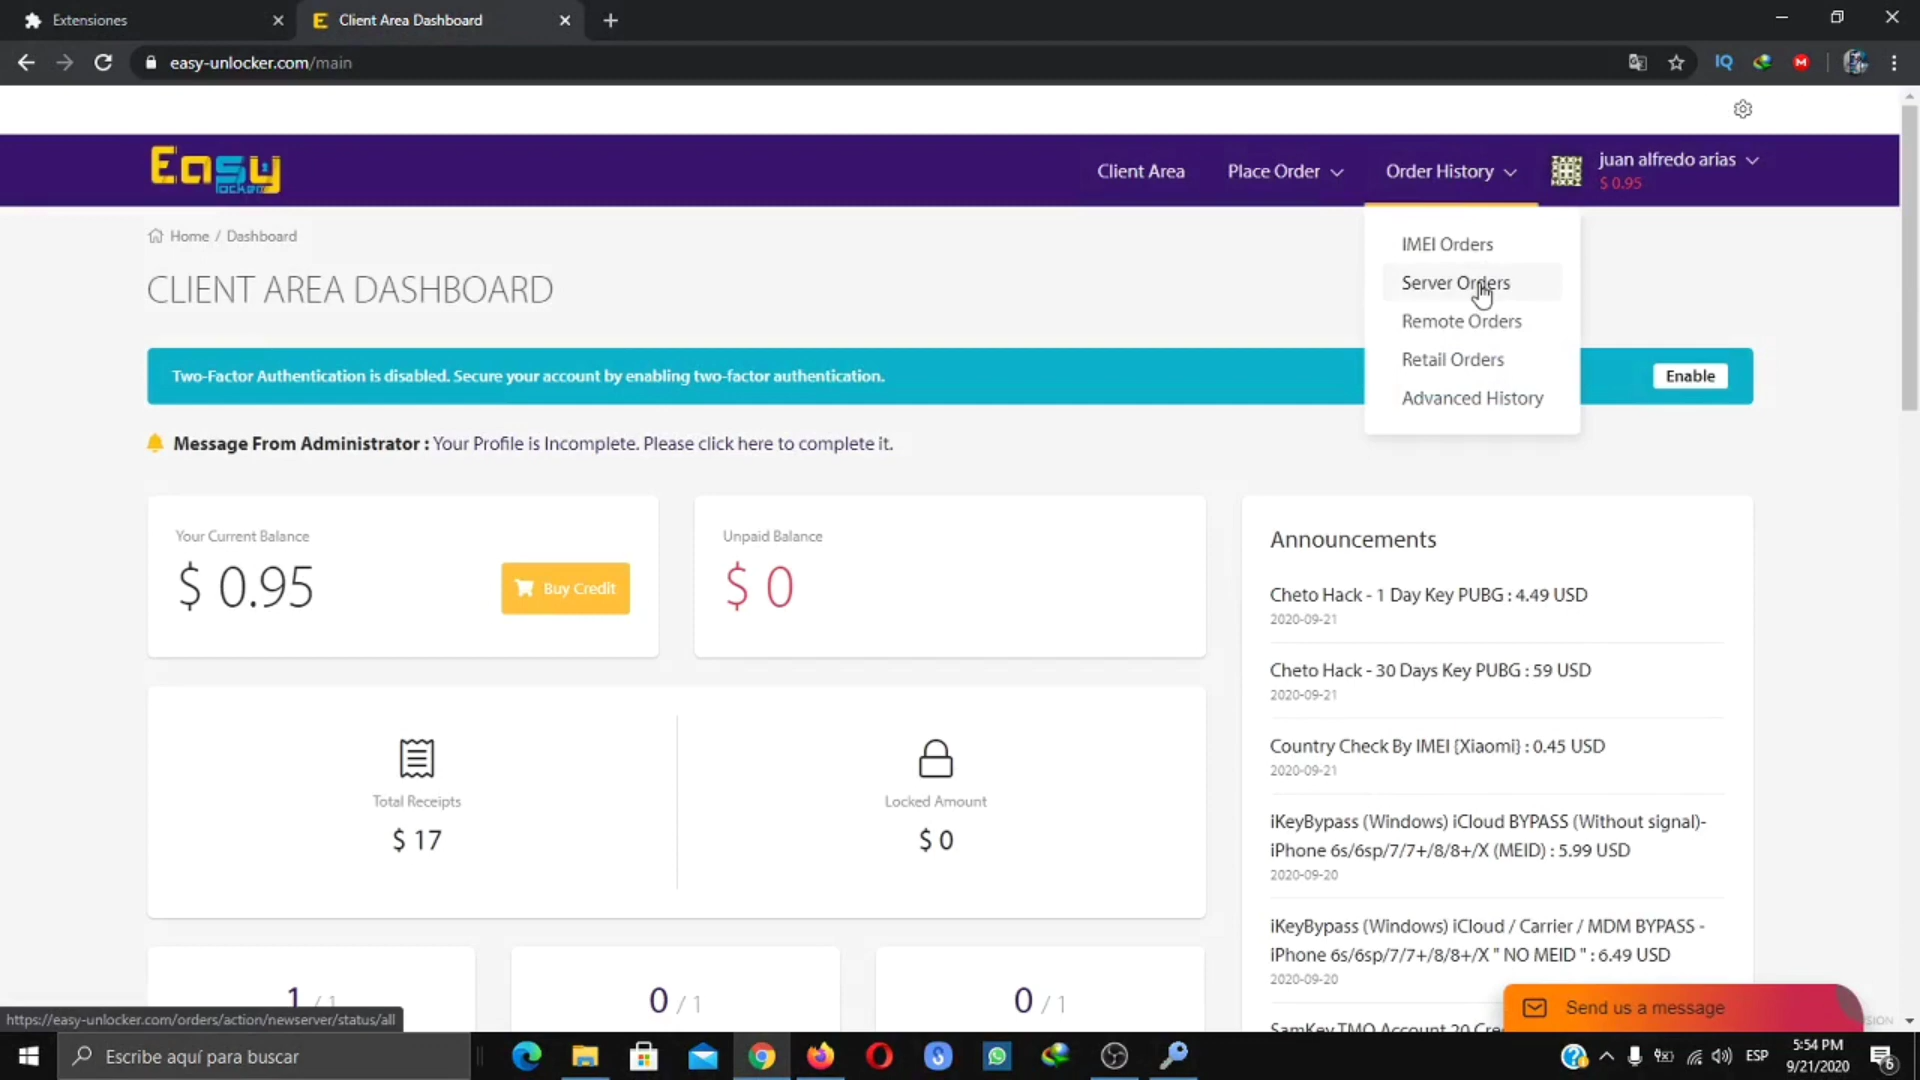 Extensiones
Client Area Dashboard
easy-unlocker.com/main
IQ
Easy
Client Area
Place Order
Order History
juan alfredo arias
$ 0.95
Home / Dashboard
IMEI Orders
Server Orders
Remote Orders
Retail Orders
Advanced History
CLIENT AREA DASHBOARD
Two-Factor Authentication is disabled. Secure your account by enabling two-factor authentication.
Enable
Message From Administrator : Your Profile is Incomplete. Please click here to complete it.
Your Current Balance
$ 0.95
Buy Credit
Unpaid Balance
$ 0
Total Receipts
$ 17
Locked Amount
$ 0
1 / 1
0 / 1
0 / 1
Announcements
Cheto Hack - 1 Day Key PUBG : 4.49 USD
2020-09-21
Cheto Hack - 30 Days Key PUBG : 59 USD
2020-09-21
Country Check By IMEI {Xiaomi} : 0.45 USD
2020-09-21
iKeyBypass (Windows) iCloud BYPASS (Without signal)-
iPhone 6s/6sp/7/7+/8/8+/X (MEID) : 5.99 USD
2020-09-20
iKeyBypass (Windows) iCloud / Carrier / MDM BYPASS -
iPhone 6s/6sp/7/7+/8/8+/X " NO MEID " : 6.49 USD
2020-09-20
SamKey TMO Account 20 Cre
Send us a message
https://easy-unlocker.com/orders/action/newserver/status/all
Escribe aquí para buscar
ESP
5:54 PM
9/21/2020
6